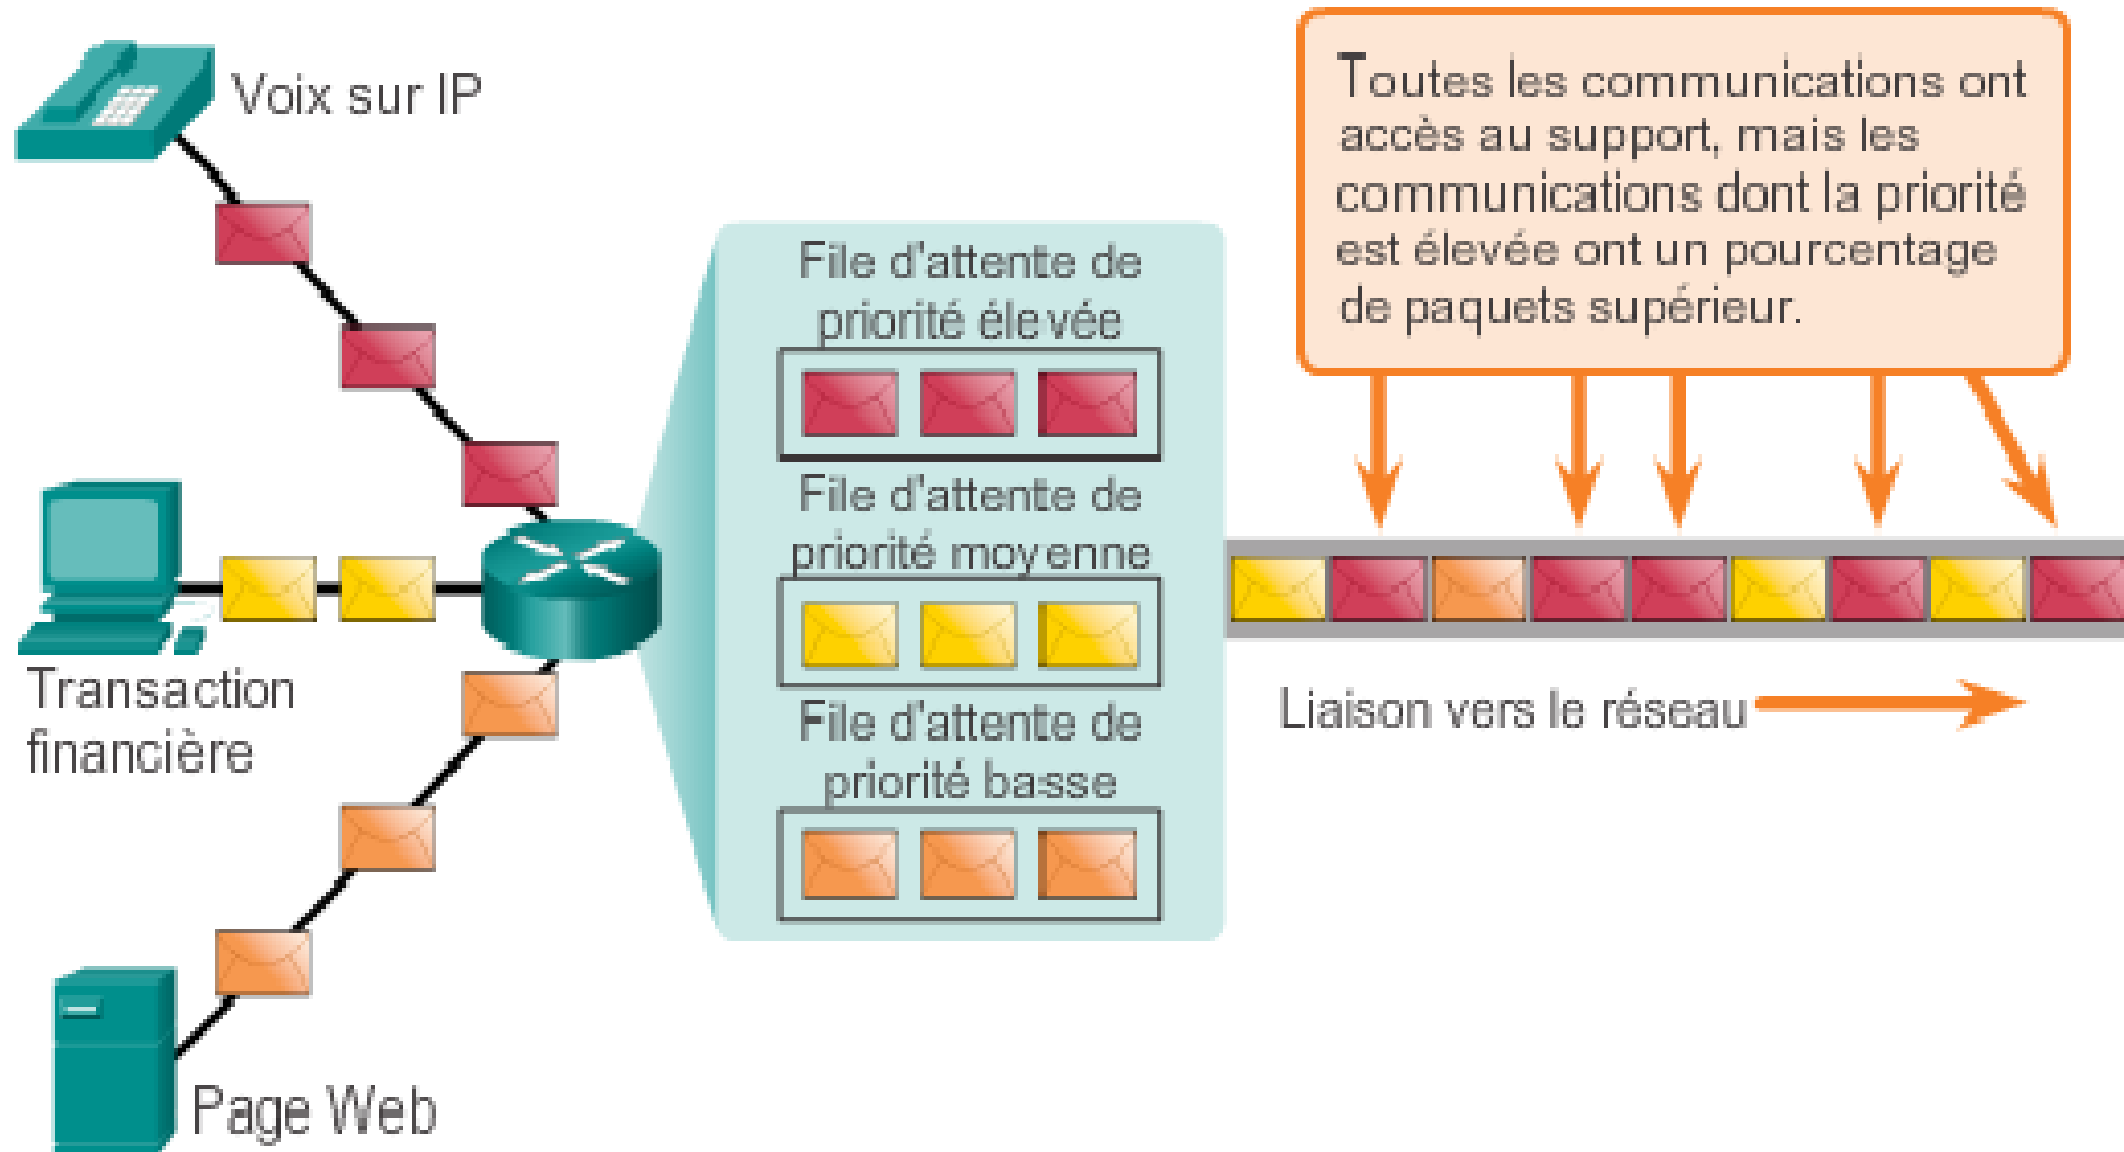 Voix sur IP
Toutes les communications ont
accès au support, mais les
communications dont la priorité
est élevée ont un pourcentage
de paquets supérieur.
File d'attente de
priorité élevée
File d'attente de
priorité moyenne
Transaction
financière
File d'attente de
priorité basse
Liaison vers le réseau
Page Web